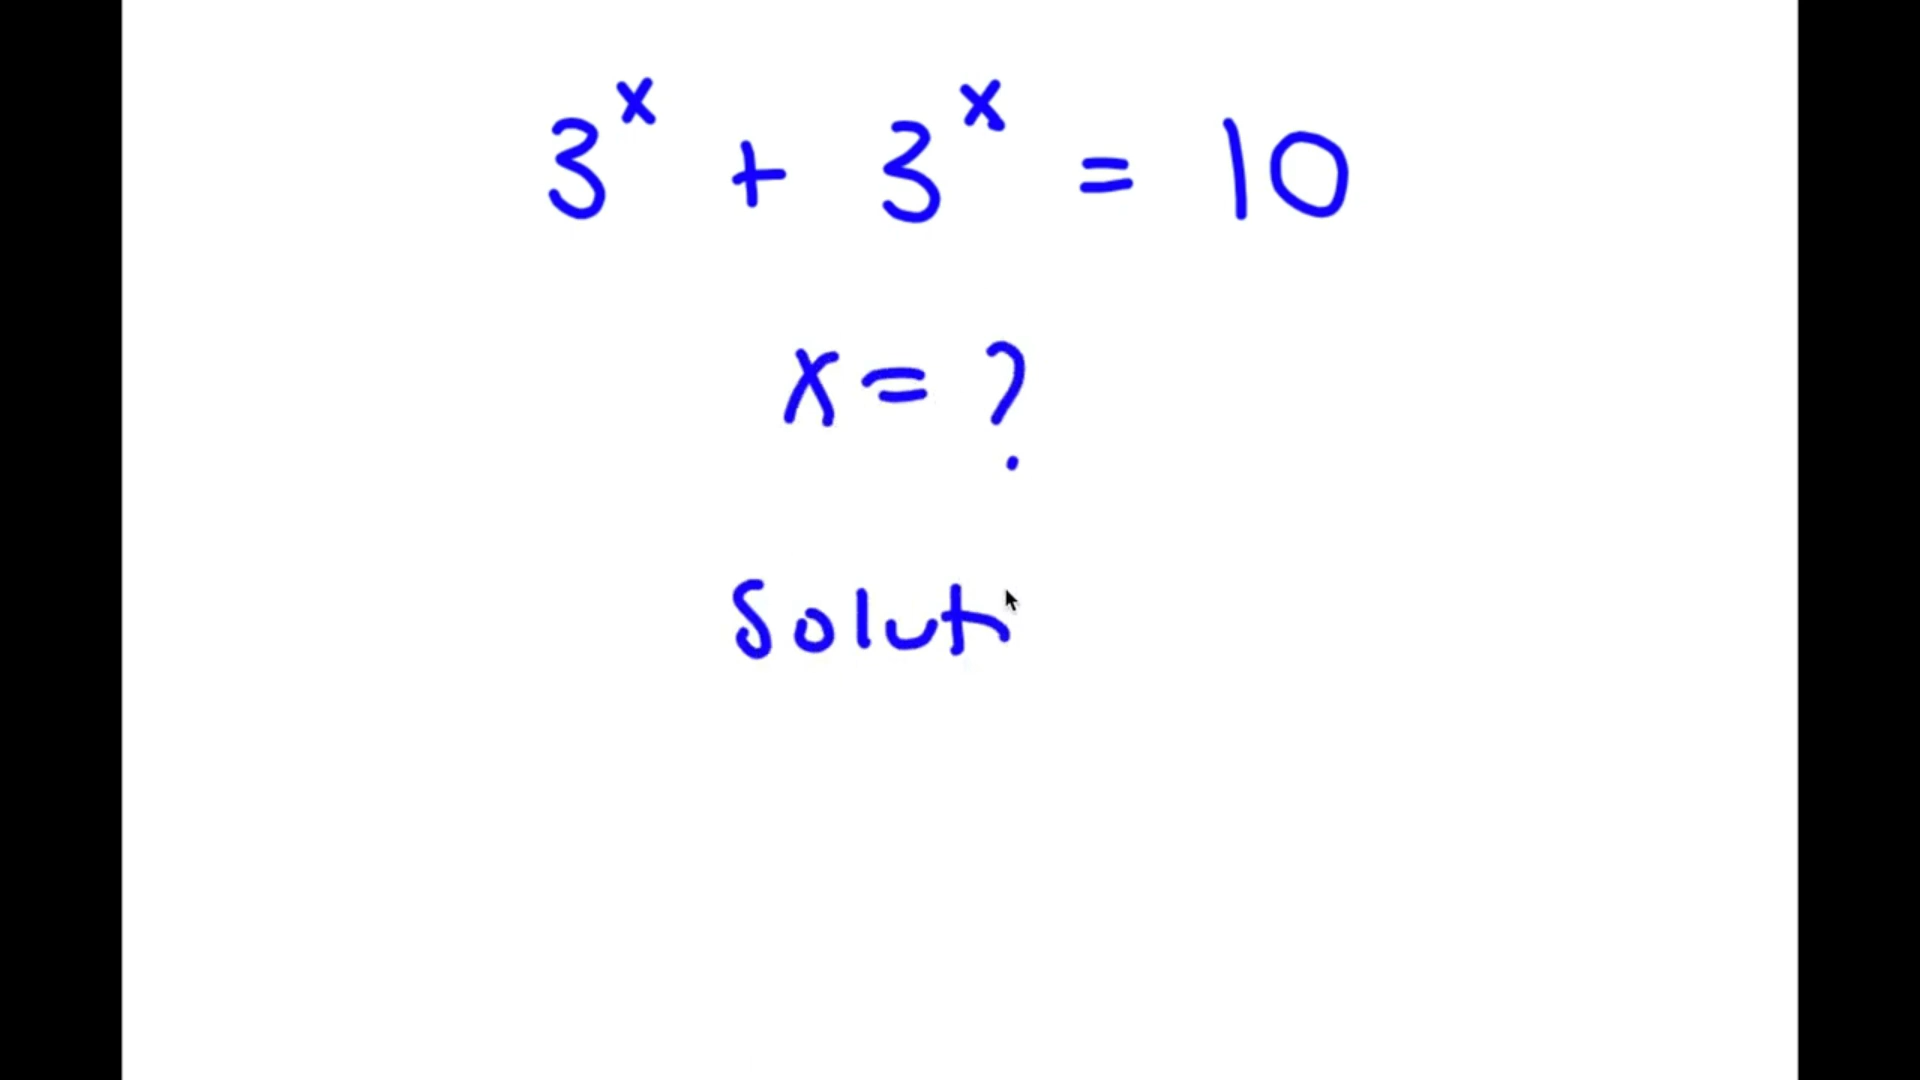 3^x + 3^x = 10
x = ?
Solut